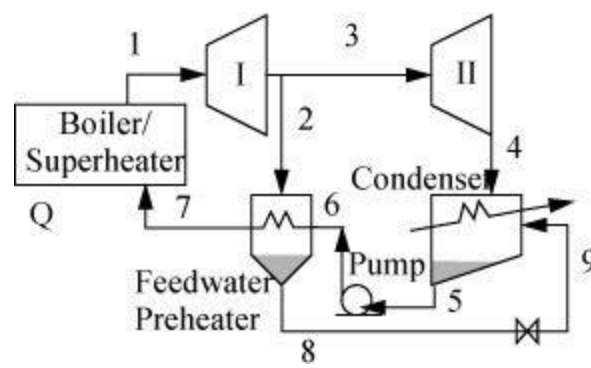 1
3
I
II
Boiler/
Superheater
2
4
Condenser
Q
7
6
9
Feedwater
Preheater
Pump
5
8